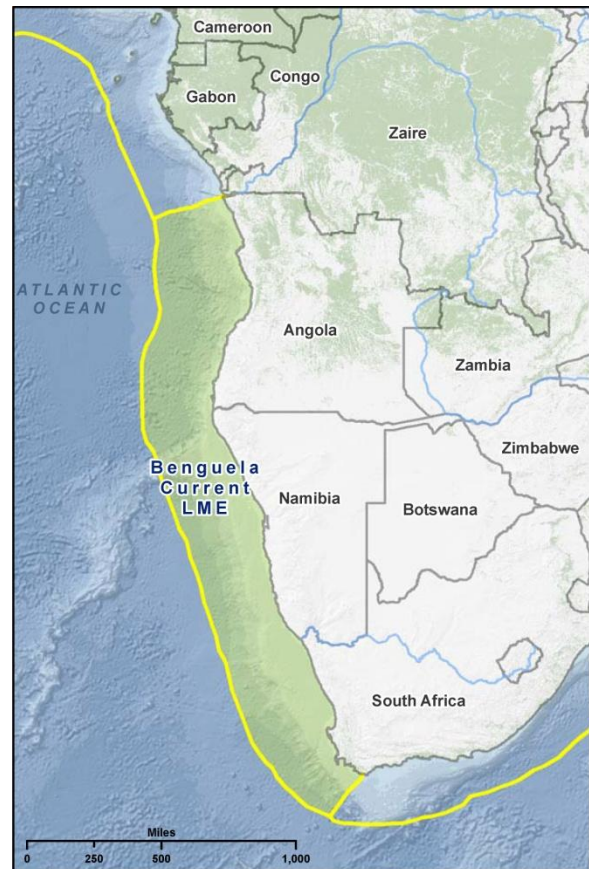 Cameroon
Congo
Gabon
Zaire
ATLANTIC
OCEAN
Angola
Zambia
Zimbabwe
Benguela
Current
LME
Namibia
Botswana
South Africa
Miles
0 250 500 1,000